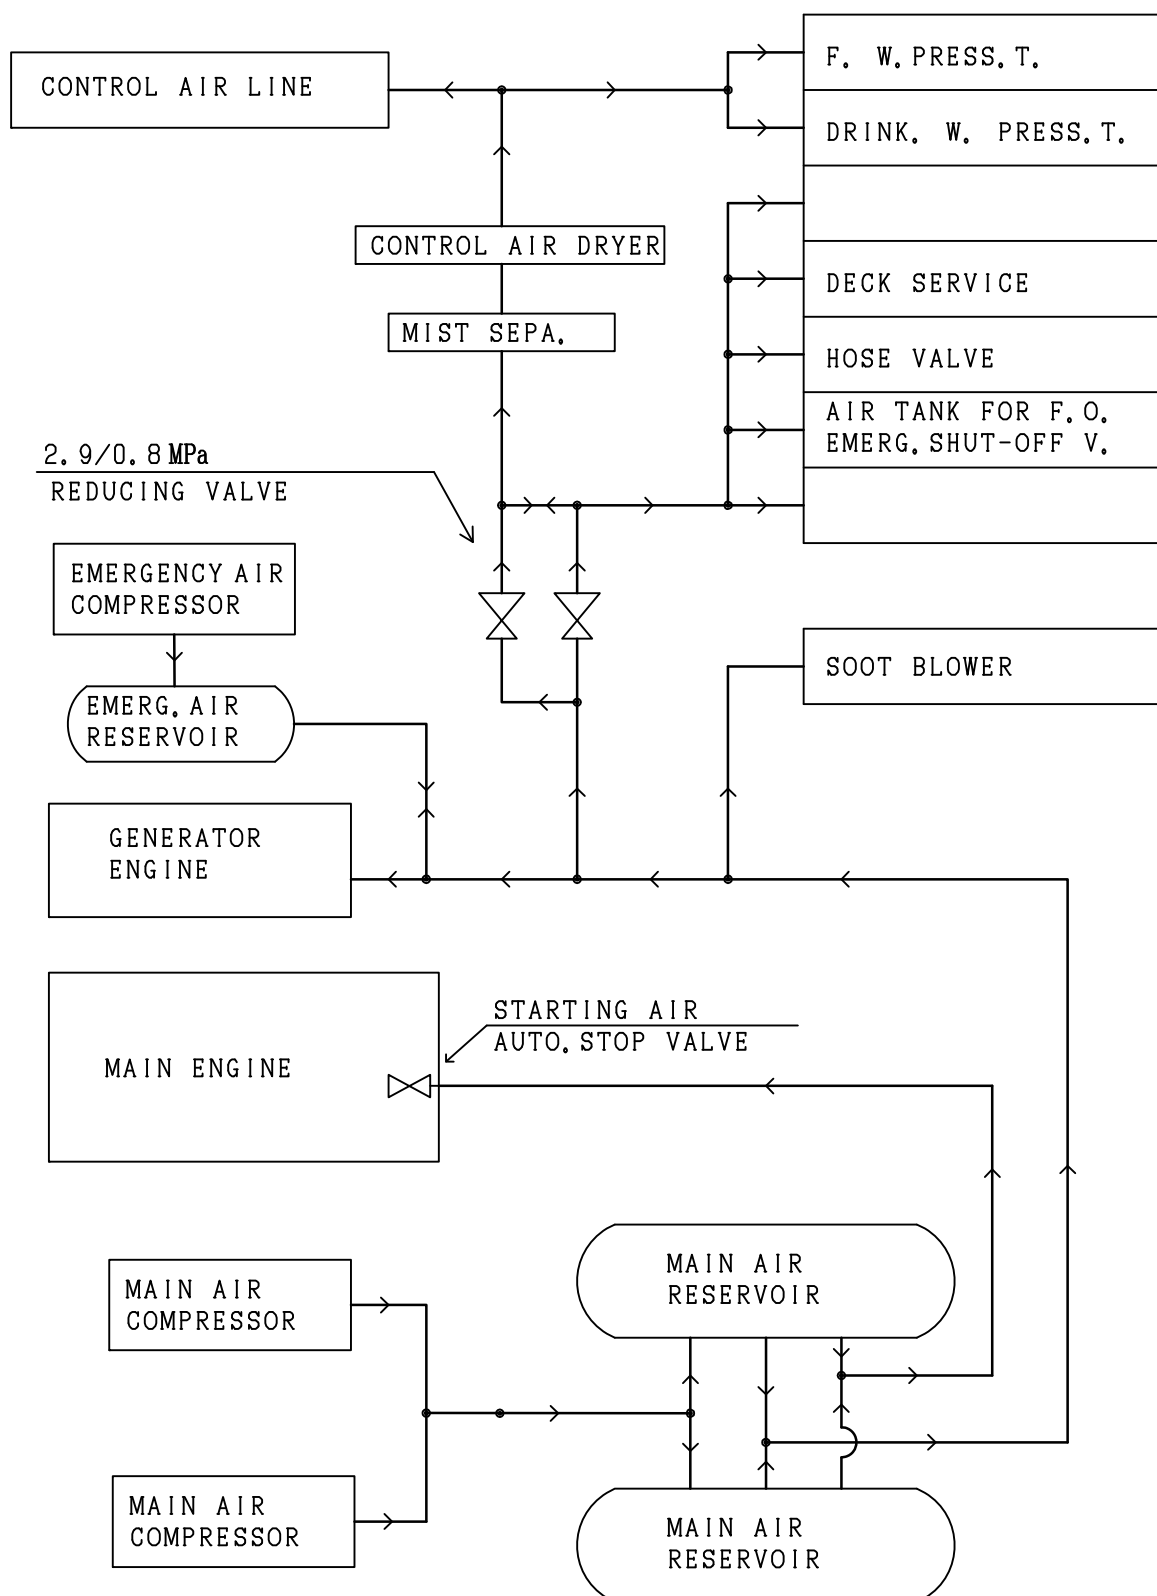 F. W. PRESS. T.
CONTROL AIR LINE
DRINK. W. PRESS. T.
CONTROL AIR DRYER
DECK SERVICE
MIST SEPA.
HOSE VALVE
AIR TANK FOR F. O.
EMERG. SHUT-OFF V.
2. 9/0. 8 MPa
REDUCING VALVE
EMERGENCY AIR
COMPRESSOR
SOOT BLOWER
EMERG. AIR
RESERVOIR
GENERATOR
ENGINE
STARTING AIR
AUTO. STOP VALVE
MAIN ENGINE
MAIN AIR
RESERVOIR
MAIN AIR
COMPRESSOR
MAIN AIR
COMPRESSOR
MAIN AIR
RESERVOIR